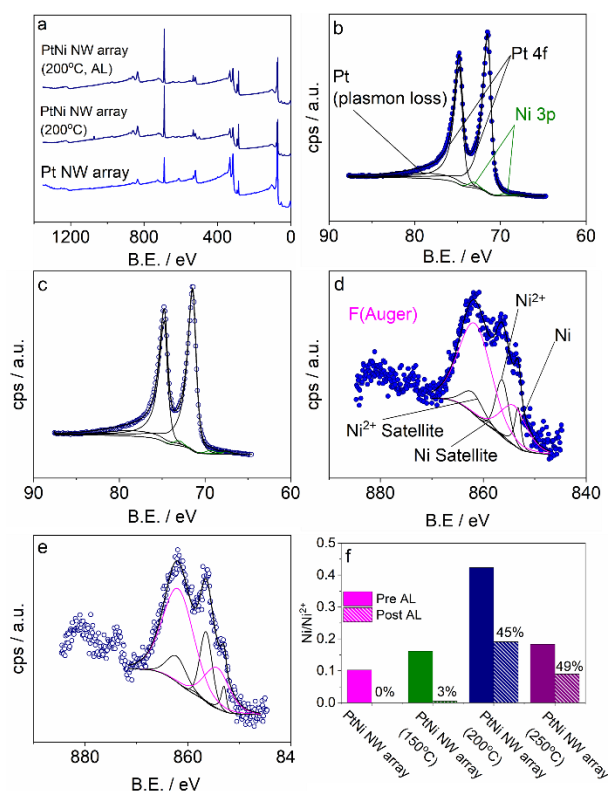 a
PtNi NW array
(200°C, AL)
PtNi NW array
(200°C)
Pt NW array
1200 800 400 0
B.E. / eV
b
cps / a.u.
Pt
(plasmon loss)
Pt 4f
Ni 3p
90 80 70 60
B.E. / eV
c
cps / a.u.
90 80 70 60
B.E. / eV
d
cps / a.u.
F(Auger)
Ni²⁺
Ni
Ni²⁺ Satellite
Ni Satellite
880 860 840
B.E / eV
e
cps / a.u.
880 860 84
B.E. / eV
f
Ni/Ni²⁺
0.5
0.4
0.3
0.2
0.1
0.0
Pre AL
Post AL
0%
3%
45%
49%
PtNi NW array
PtNi NW array
(150°C)
PtNi NW array
(200°C)
PtNi NW array
(250°C)